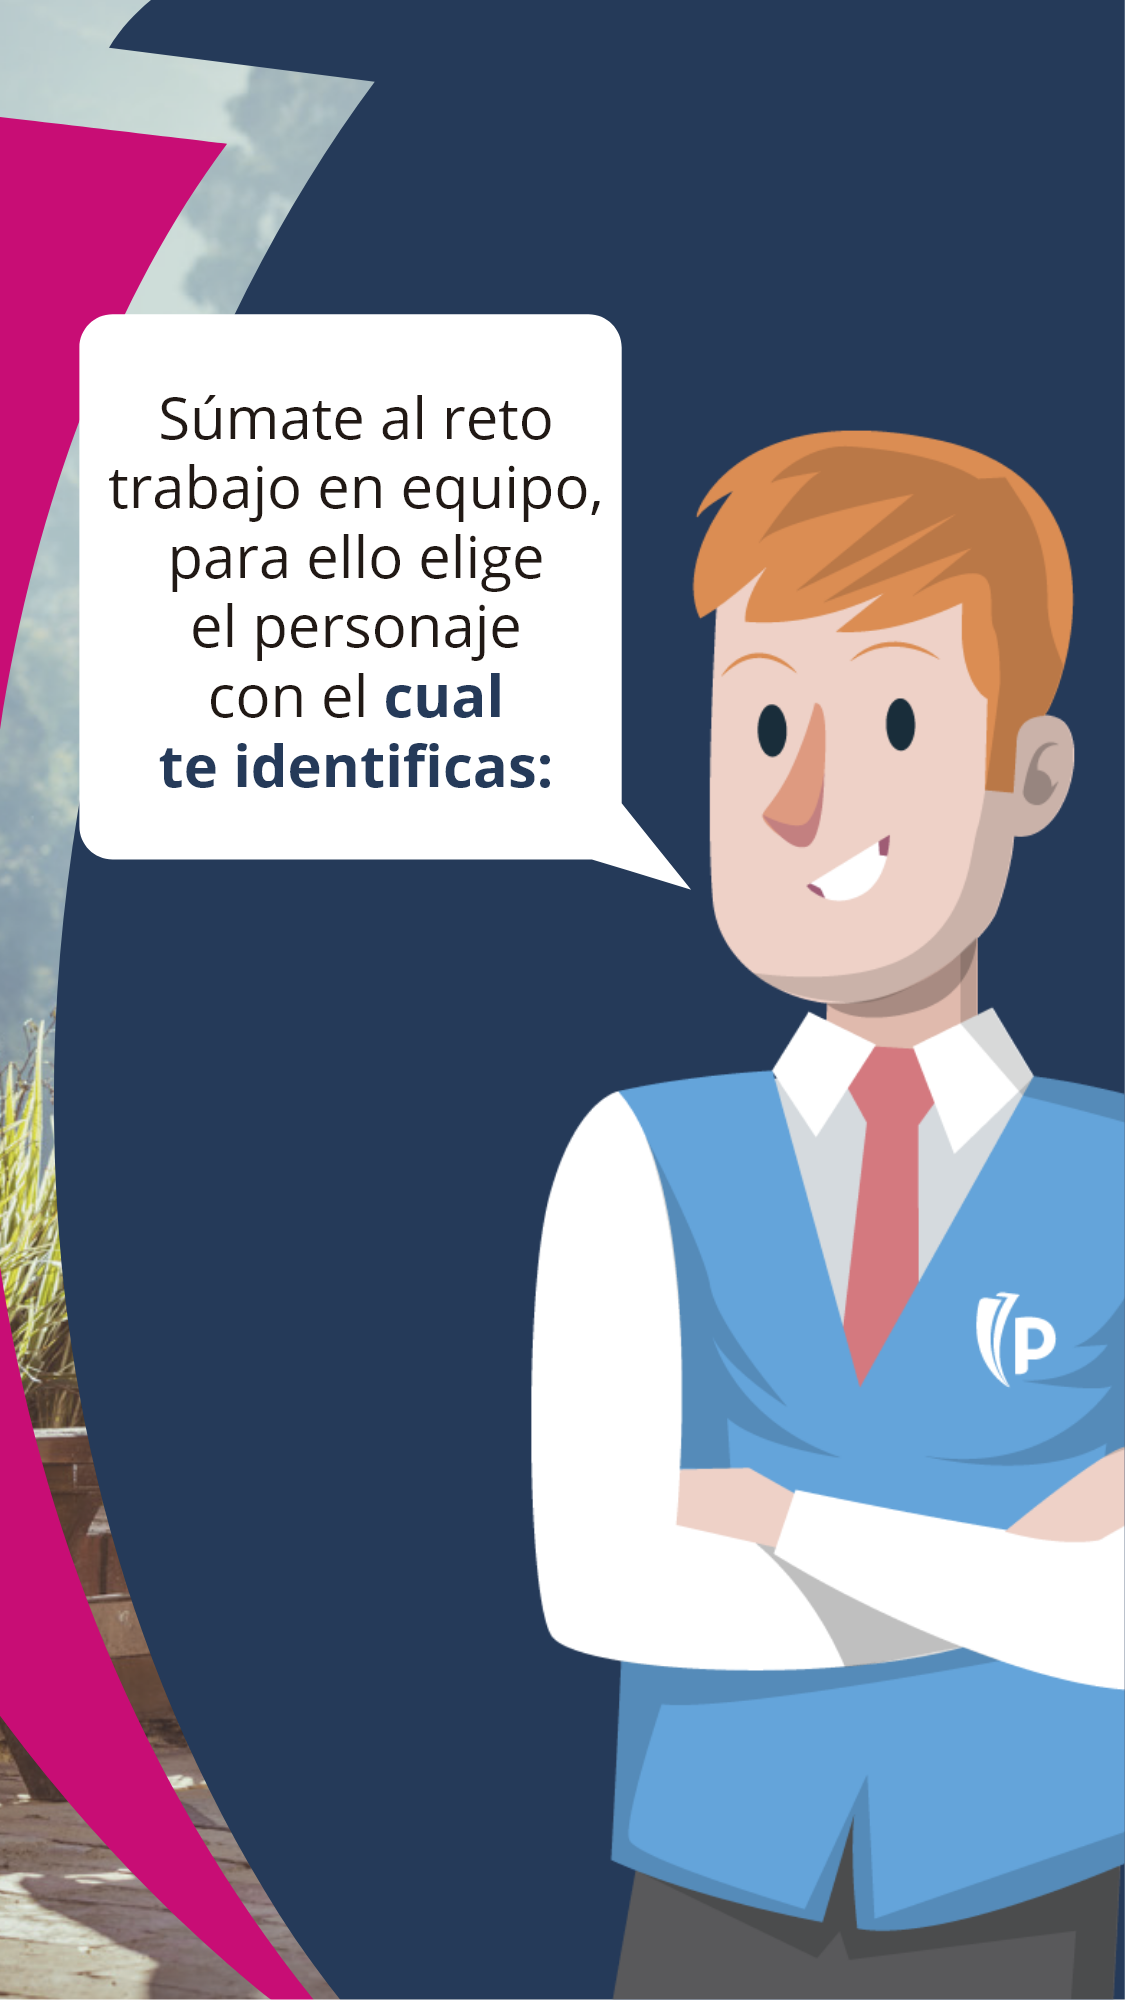 Súmate al reto
trabajo en equipo,
para ello elige
el personaje
con el cual
te identificas:
P